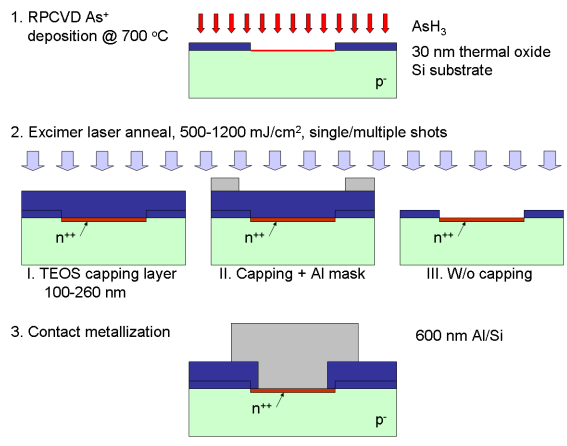 1. RPCVD As+
deposition @ 700 ºC
AsH3
30 nm thermal oxide
Si substrate
p-
2. Excimer laser anneal, 500-1200 mJ/cm2, single/multiple shots
n++
n++
n++
I. TEOS capping layer
100-260 nm
II. Capping + Al mask
III. W/o capping
3. Contact metallization
600 nm Al/Si
n++
p-